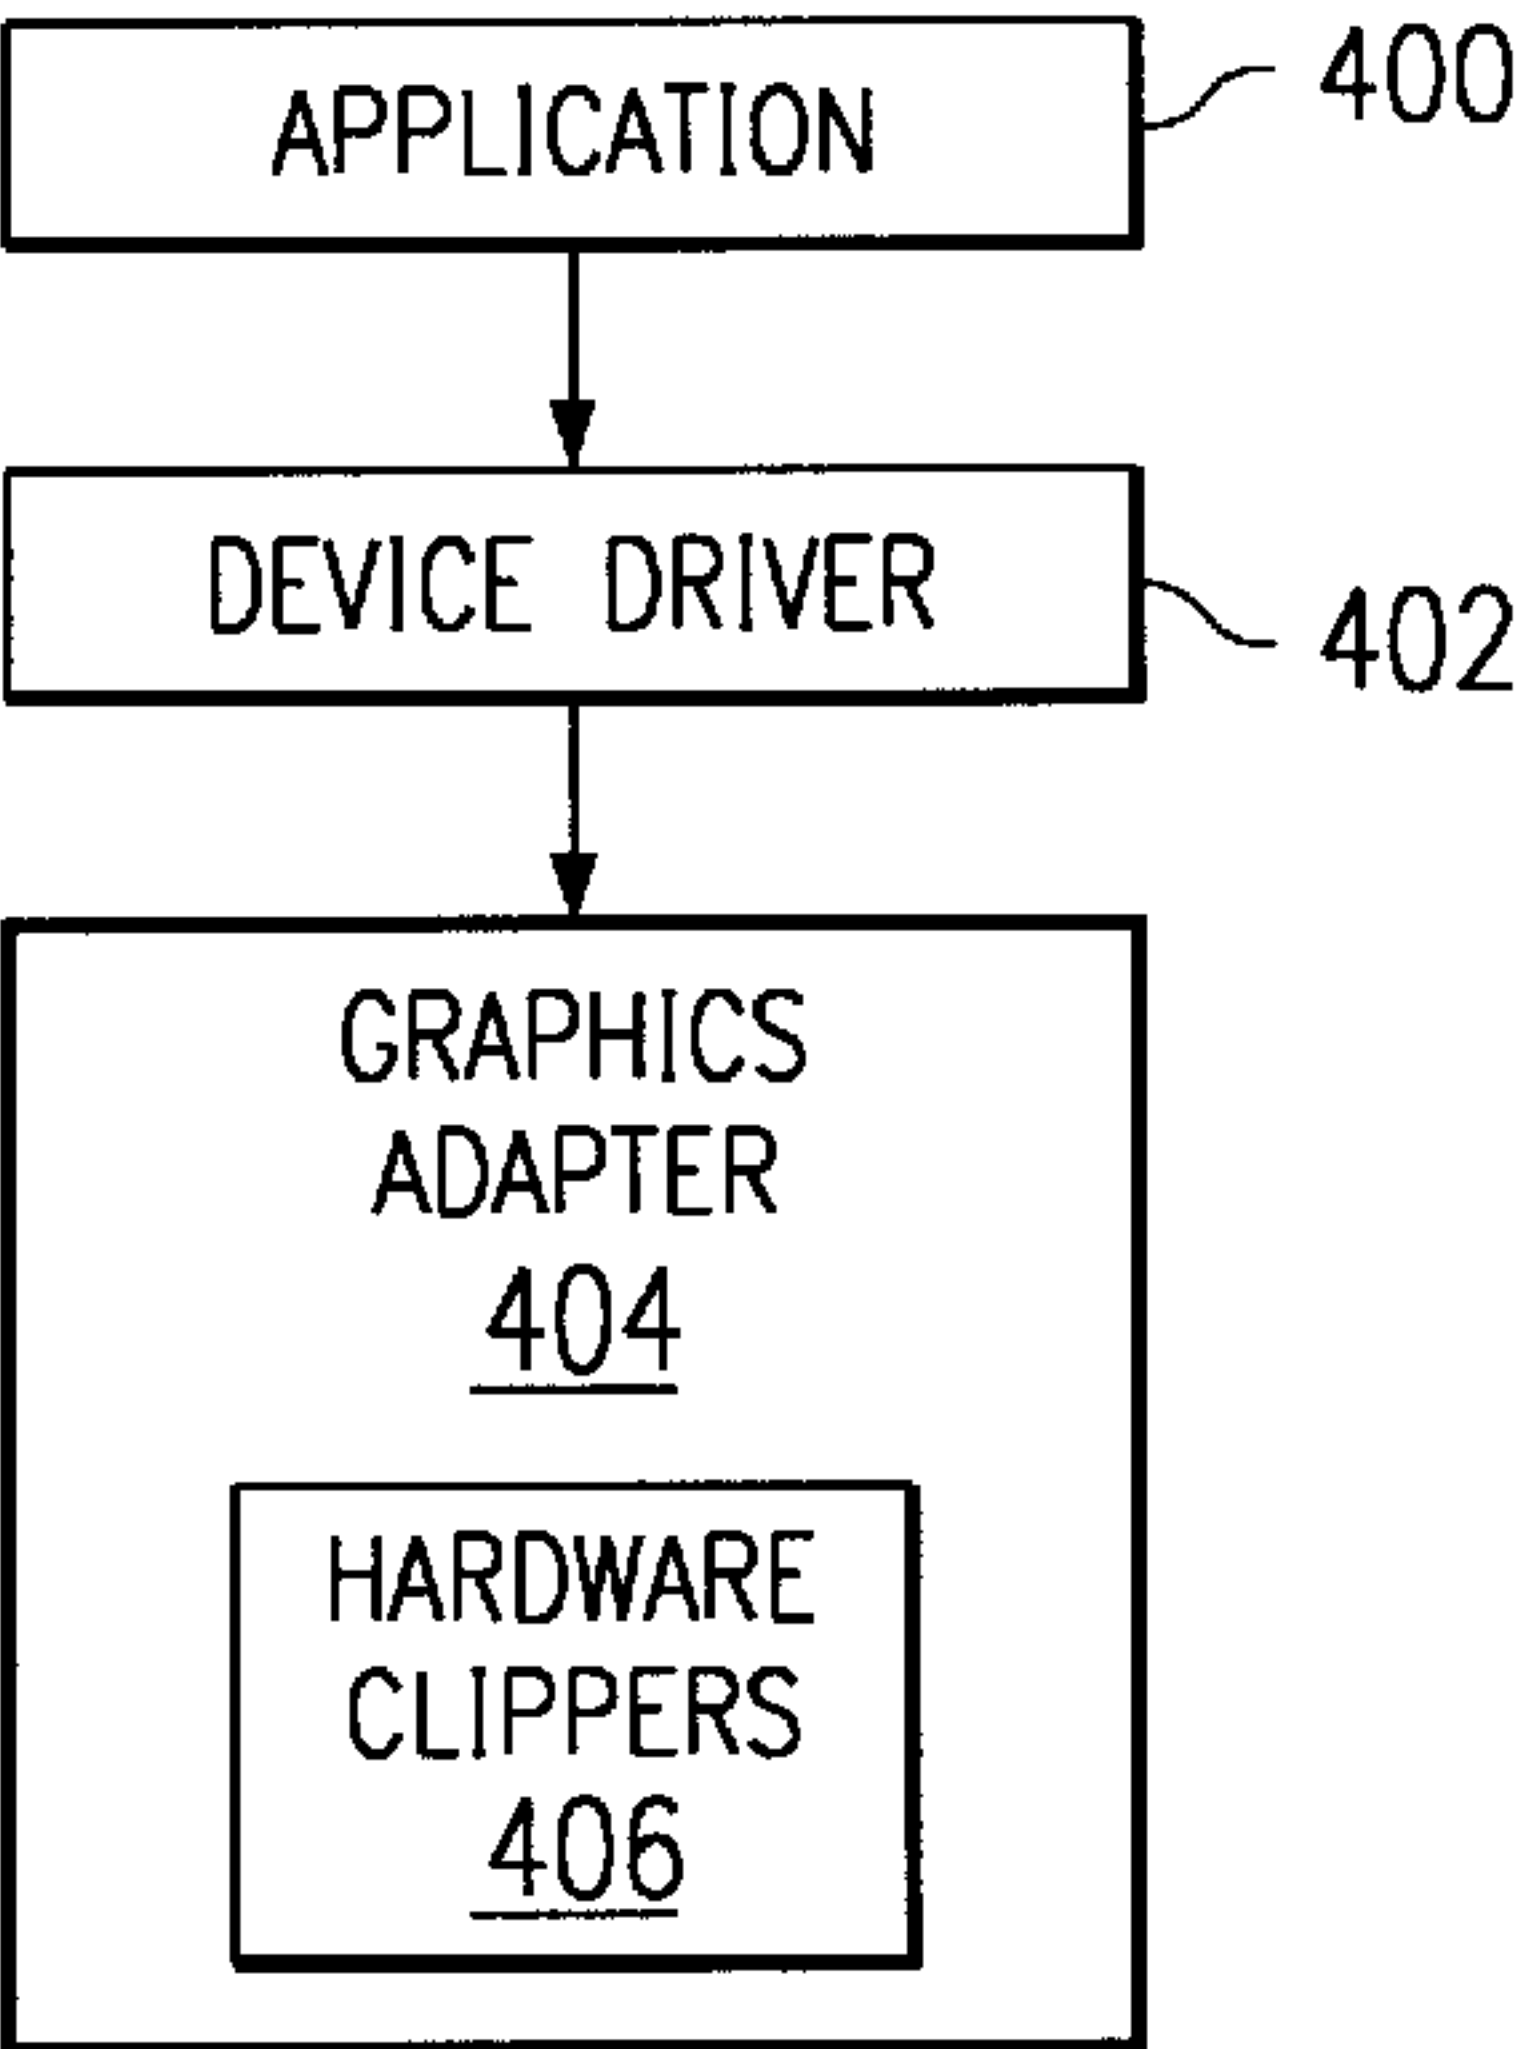 APPLICATION
400
DEVICE DRIVER
402
GRAPHICS
ADAPTER
404
HARDWARE
CLIPPERS
406